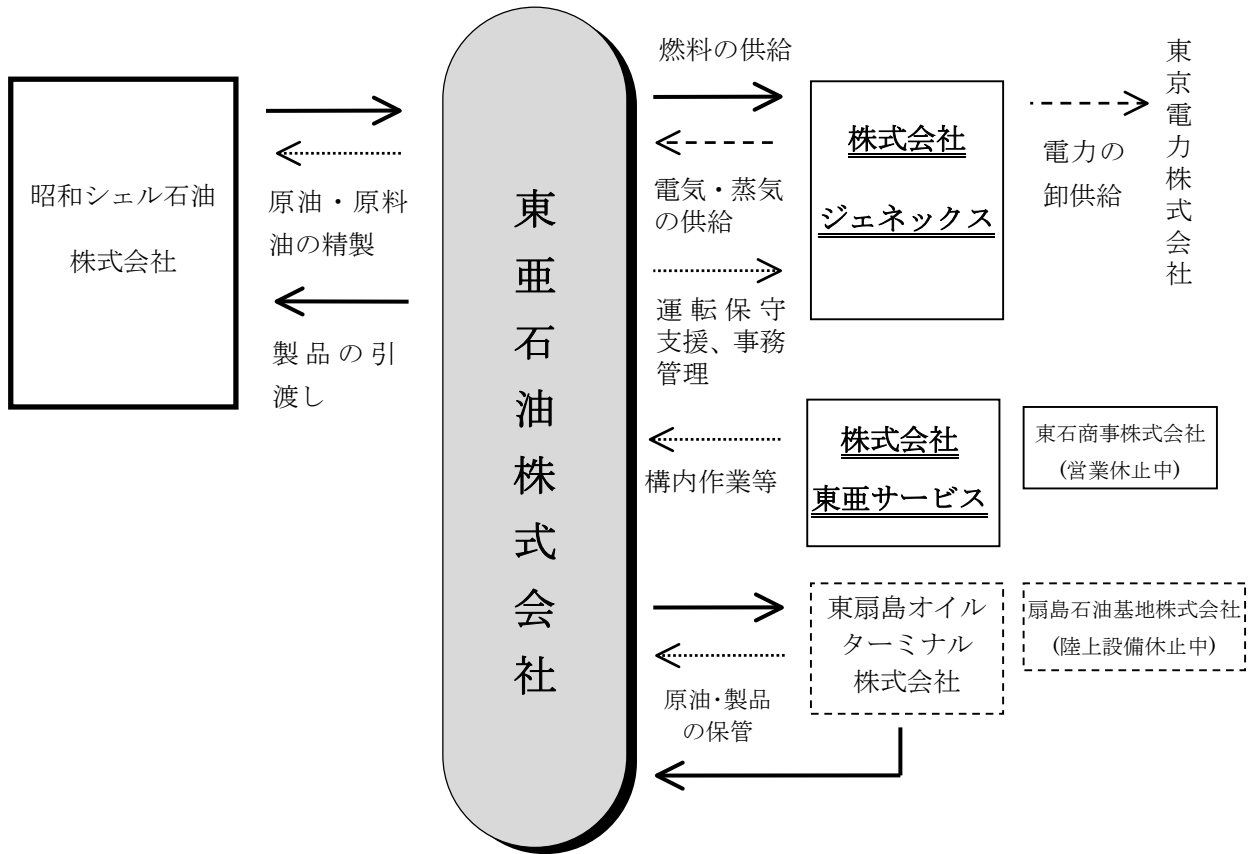 昭和シェル石油
株式会社
原油・原料
油の精製
製品の引
渡し
東亜石油株式会社
燃料の供給
電気・蒸気
の供給
運転保守
支援、事務
管理
株式会社
ジェネックス
電力の
卸供給
東京電力株式会社
構内作業等
株式会社
東亜サービス
東石商事株式会社
(営業休止中)
原油・製品
の保管
東扇島オイル
ターミナル
株式会社
扇島石油基地株式会社
(陸上設備休止中)